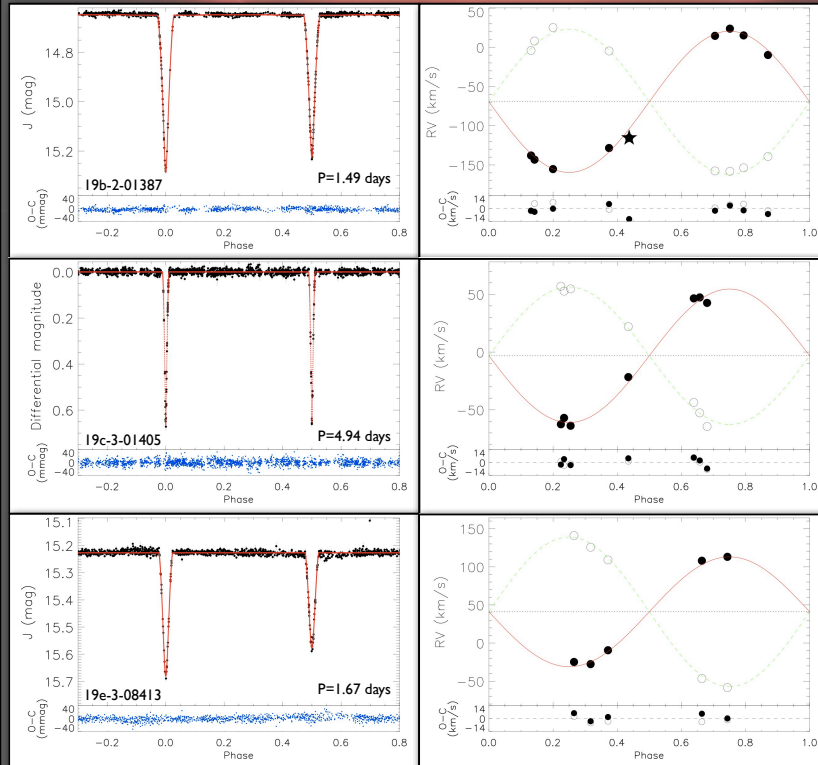 J (mag)
14.8
15.0
15.2
19b-2-01387
P=1.49 days
O-C
(mmag)
40
0
-40
-0.2 0.0 0.2 0.4 0.6 0.8
Phase
RV (km/s)
50
0
-50
-100
-150
O-C
(km/s)
14
0
-14
0.0 0.2 0.4 0.6 0.8 1.0
Phase
Differential magnitude
0.0
0.2
0.4
0.6
19c-3-01405
P=4.94 days
O-C
(mmag)
40
0
-40
-0.2 0.0 0.2 0.4 0.6 0.8
Phase
RV (km/s)
50
0
-50
O-C
(km/s)
14
0
-14
0.0 0.2 0.4 0.6 0.8 1.0
Phase
J (mag)
15.1
15.2
15.3
15.4
15.5
15.6
15.7
19e-3-08413
P=1.67 days
O-C
(mmag)
40
0
-40
-0.2 0.0 0.2 0.4 0.6 0.8
Phase
RV (km/s)
150
100
50
0
-50
O-C
(km/s)
14
0
-14
0.0 0.2 0.4 0.6 0.8 1.0
Phase